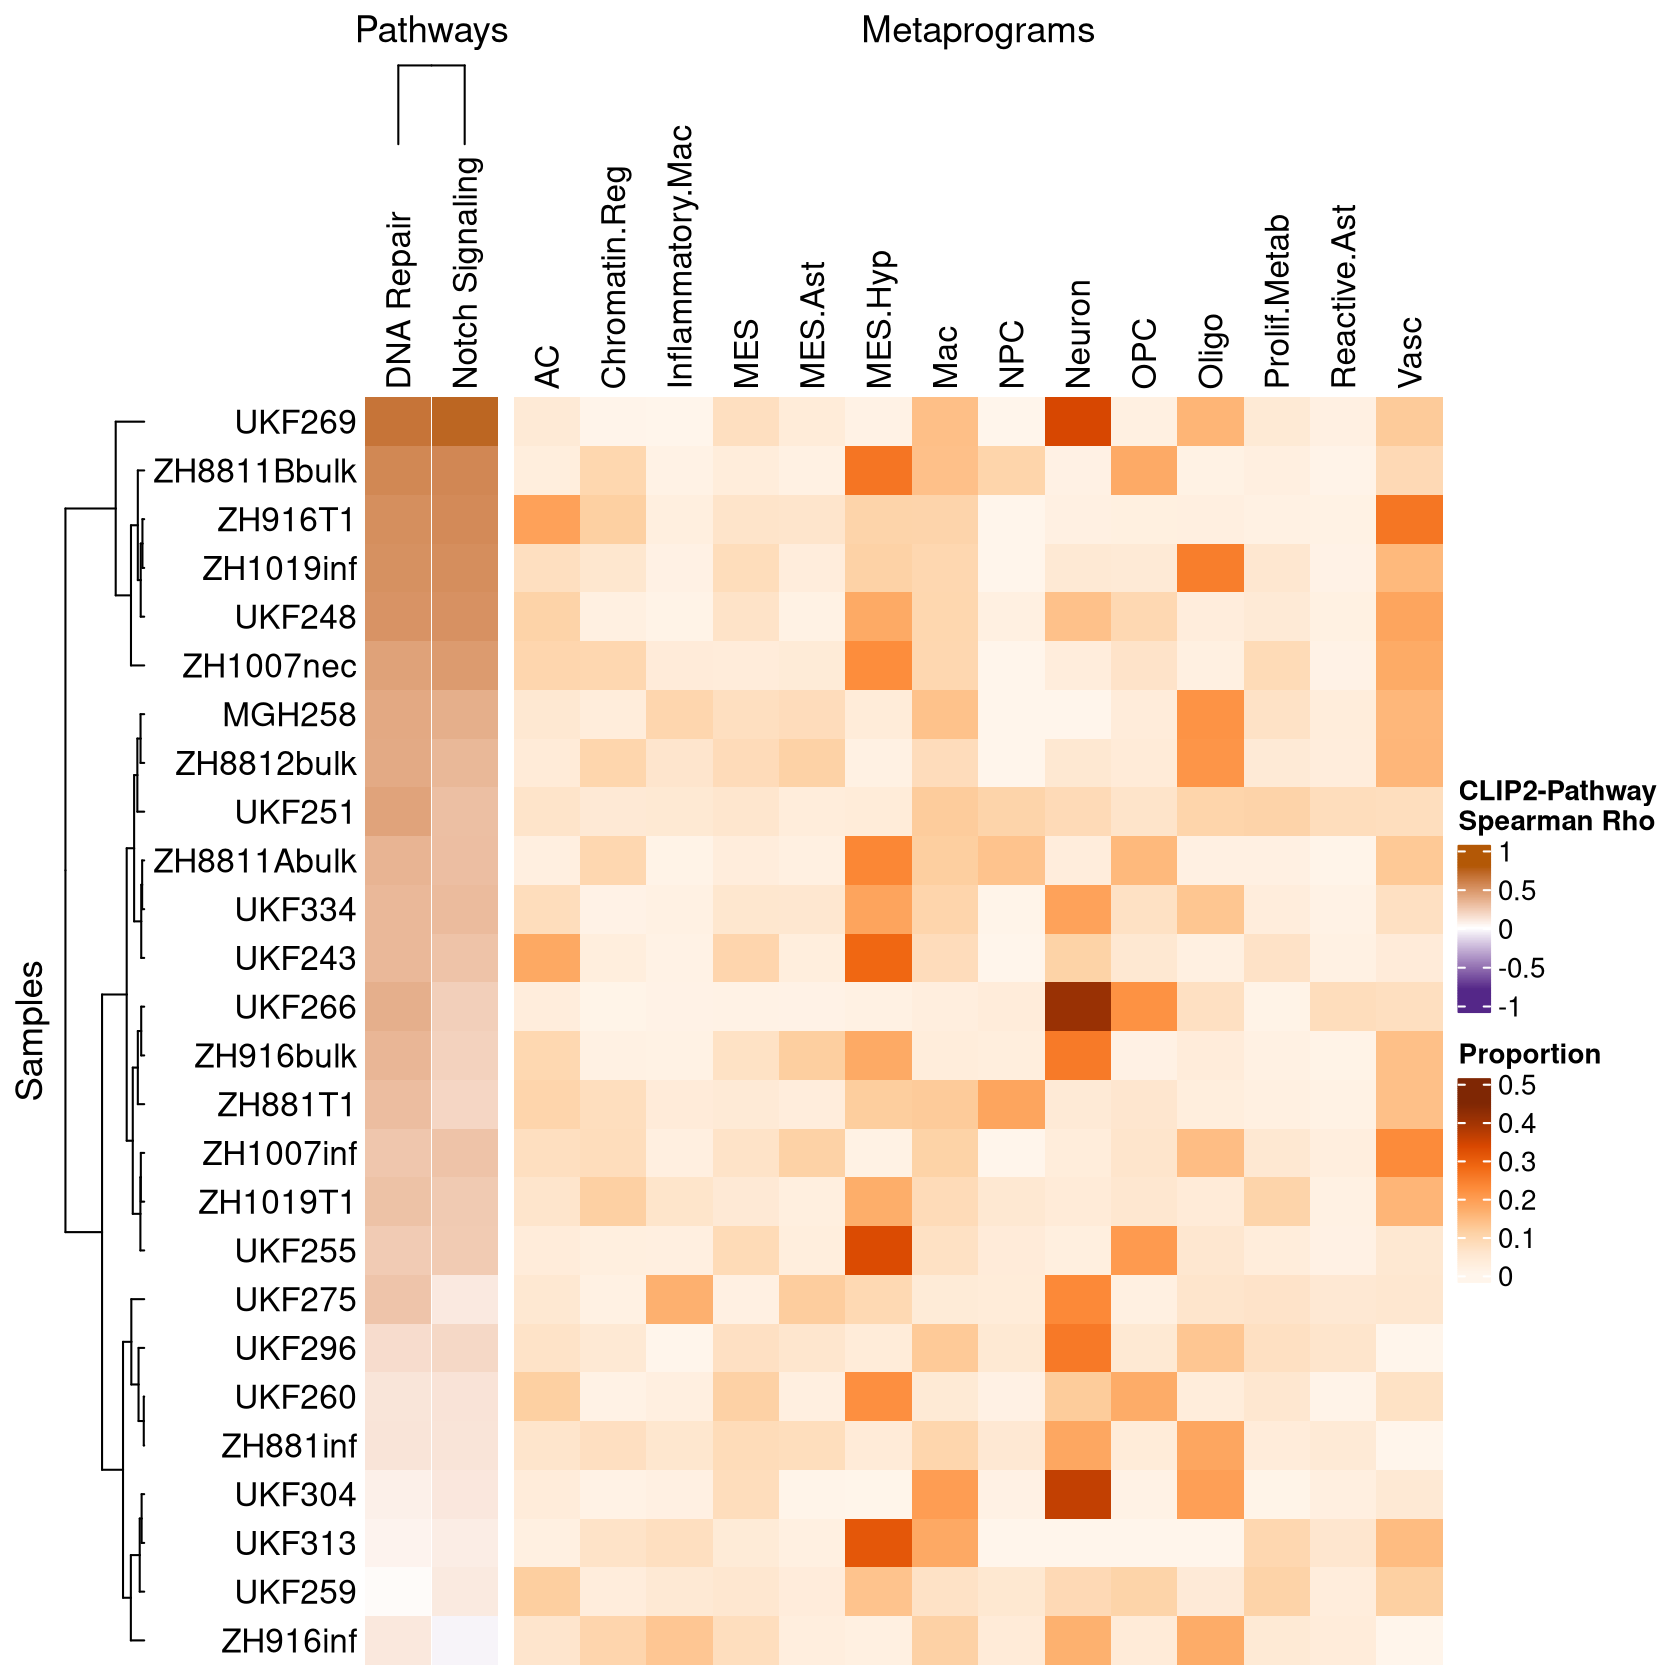 Pathways
Metaprograms
DNA Repair
Notch Signaling
AC
Chromatin.Reg
Inflammatory.Mac
MES
MES.Ast
MES.Hyp
Mac
NPC
Neuron
OPC
Oligo
Prolif.Metab
Reactive.Ast
Vasc
Samples
UKF269
ZH8811Bbulk
ZH916T1
ZH1019inf
UKF248
ZH1007nec
MGH258
ZH8812bulk
UKF251
ZH8811Abulk
UKF334
UKF243
UKF266
ZH916bulk
ZH881T1
ZH1007inf
ZH1019T1
UKF255
UKF275
UKF296
UKF260
ZH881inf
UKF304
UKF313
UKF259
ZH916inf
CLIP2-Pathway
Spearman Rho
1
0.5
0
-0.5
-1
Proportion
0.5
0.4
0.3
0.2
0.1
0